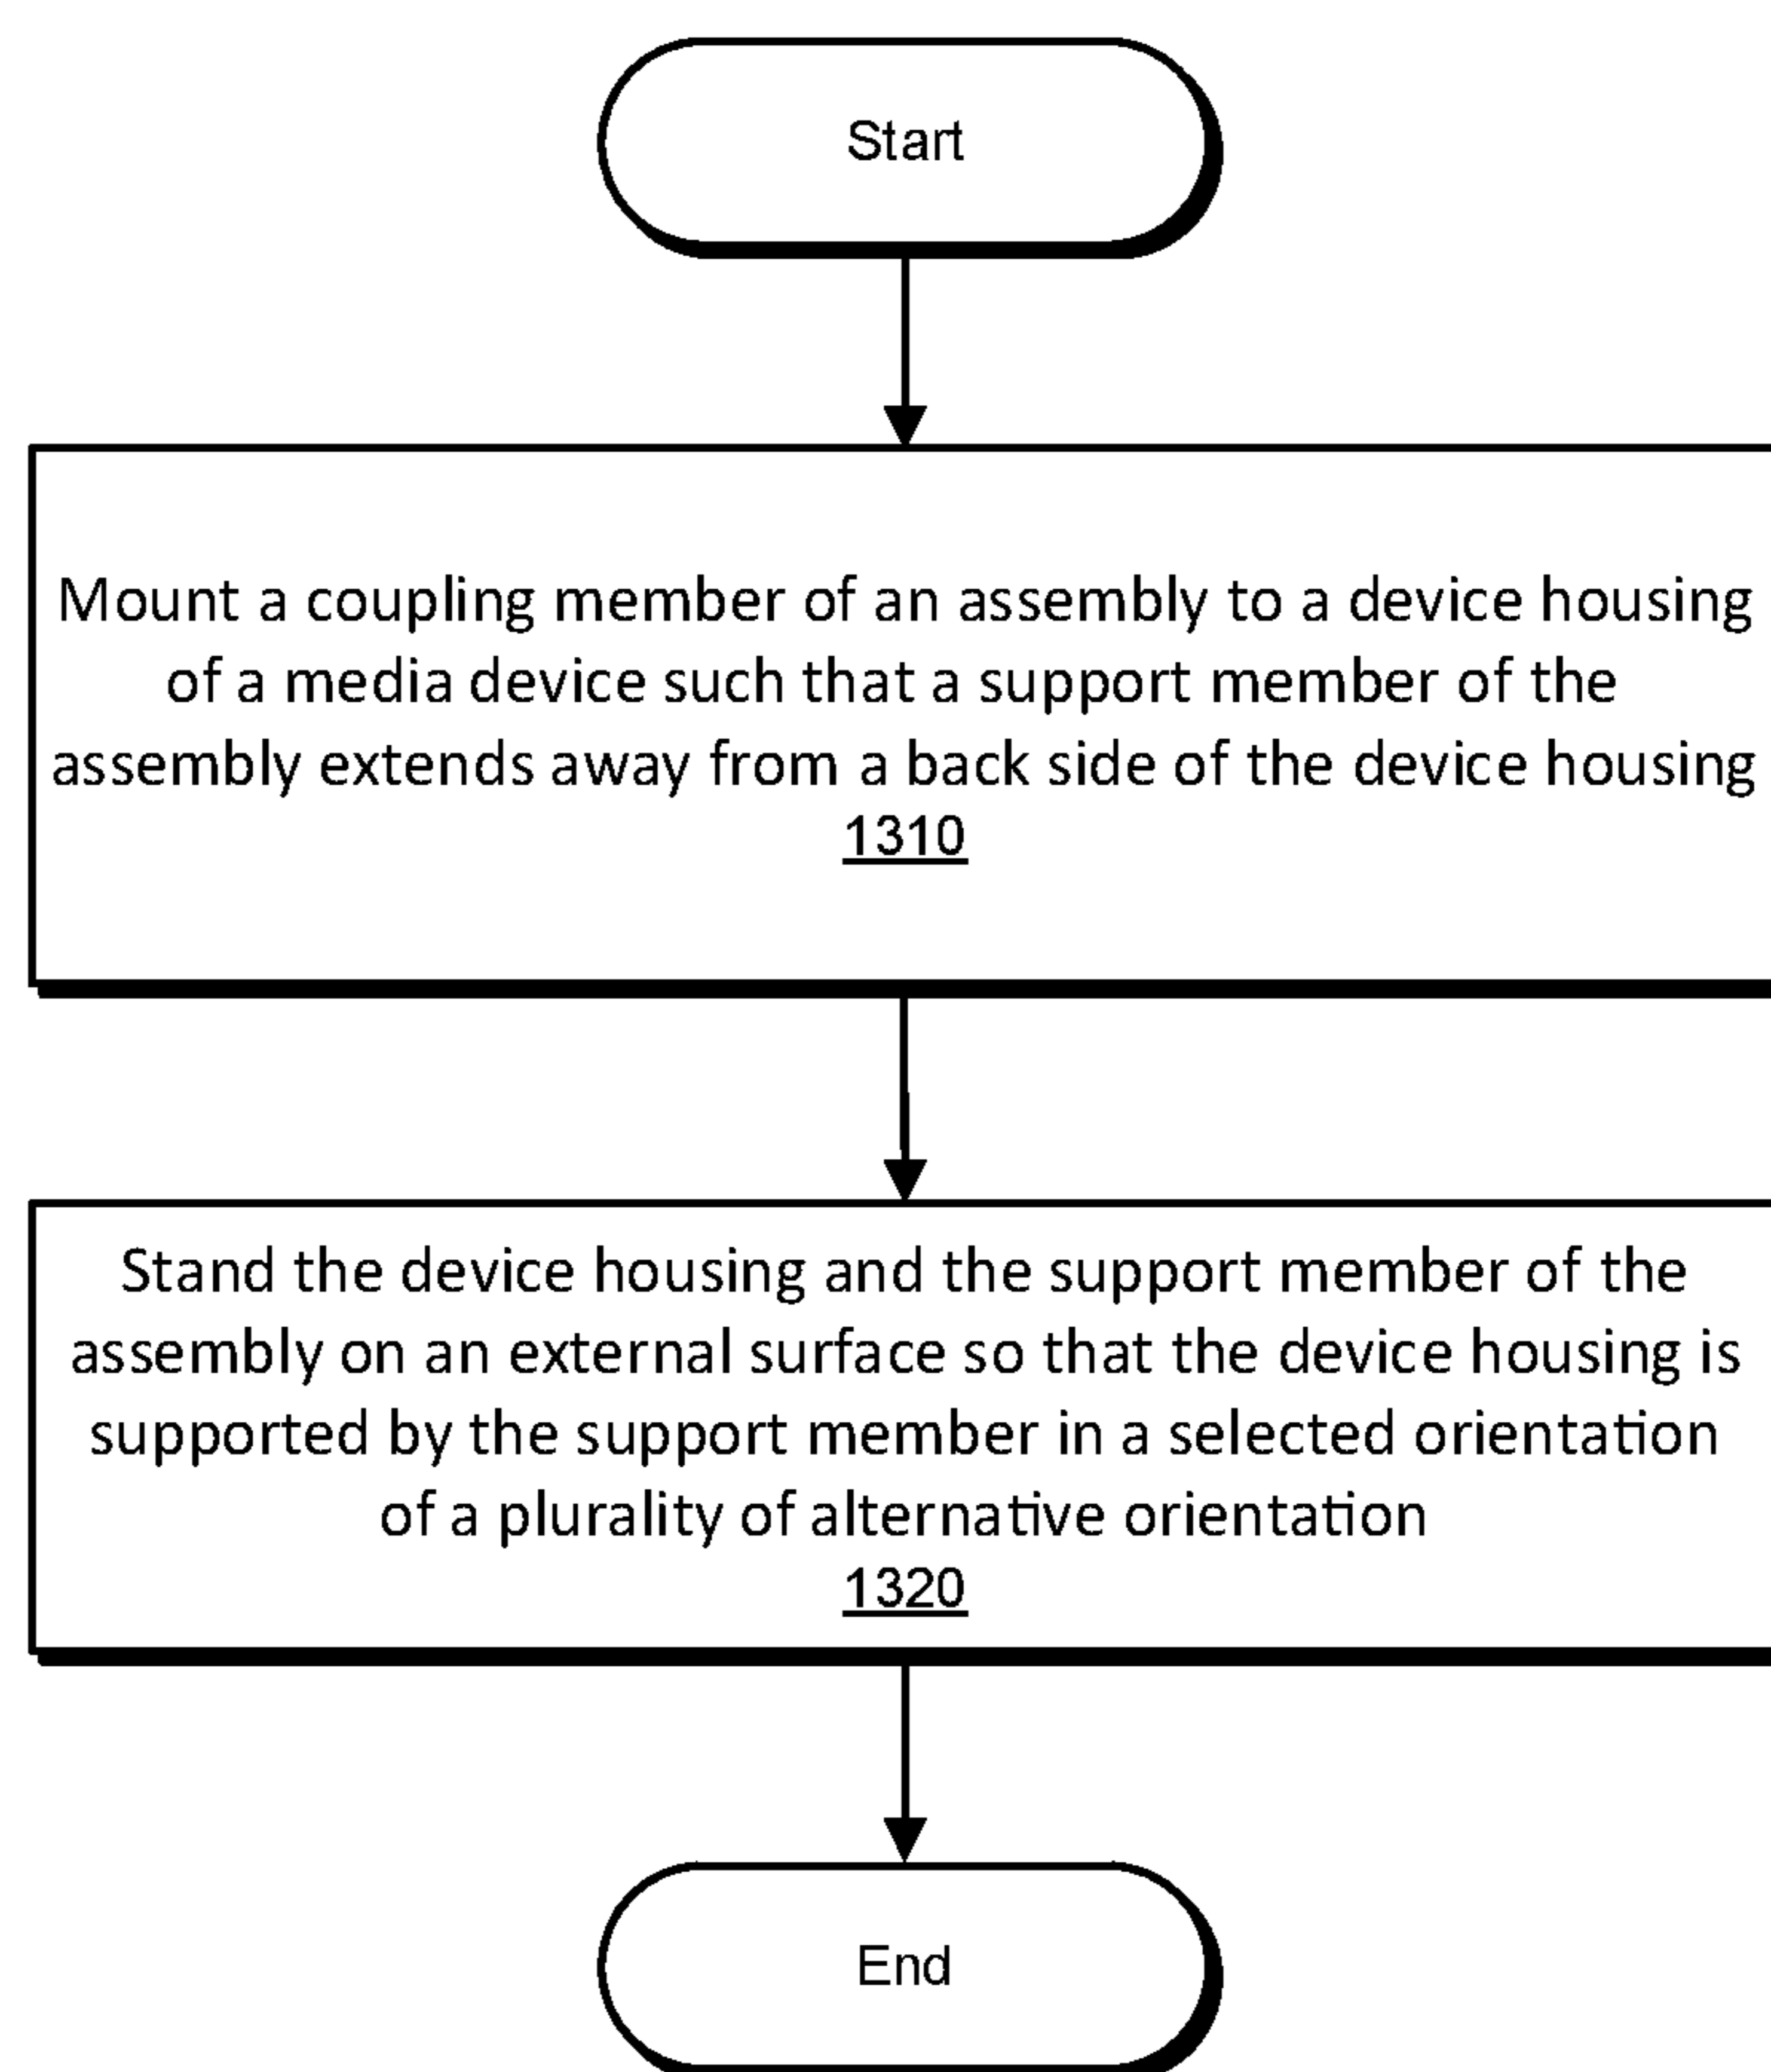 Start
Mount a coupling member of an assembly to a device housing
of a media device such that a support member of the
assembly extends away from a back side of the device housing
1310
Stand the device housing and the support member of the
assembly on an external surface so that the device housing is
supported by the support member in a selected orientation
of a plurality of alternative orientation
1320
End